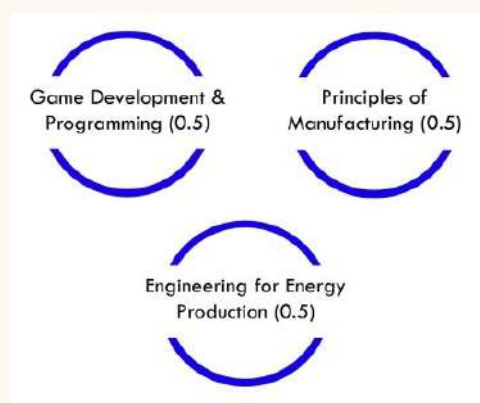 Game Development &
Programming (0.5)
Principles of
Manufacturing (0.5)
Engineering for Energy
Production (0.5)